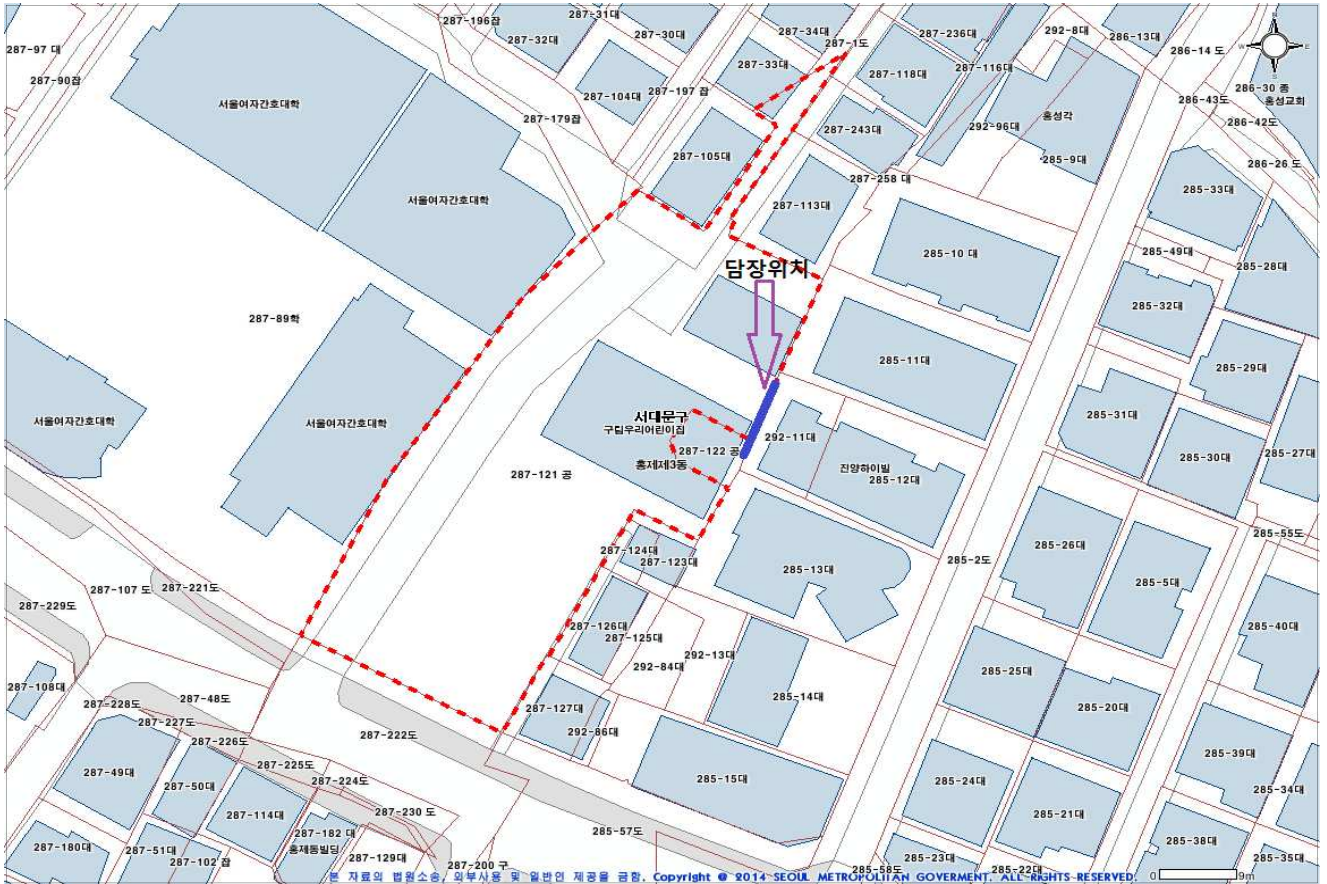 287-196잡
287-31대
287-34대
287-236대
292-8대
286-13대
N
287-32대
287-30대
287-1도
286-14 도
W
E
287-97 대
287-33대
287-118대
287-116대
S
287-90잡
286-30 종
서울여자간호대학
287-104대
287-197 잡
286-43도
홍성교회
287-179잡
287-243대
292-96대
홍성각
286-42도
287-105대
285-9대
286-26 도
287-258 대
285-33대
서울여자간호대학
287-113대
285-10 대
285-49대
담장위치
285-28대
285-32대
287-89학
285-11대
285-29대
285-31대
서울여자간호대학
서울여자간호대학
서대문구
구립우리어린이집
292-11대
287-122 공
285-30대
285-27대
홍제제3동
진양하이빌
287-121 공
285-12대
285-55도
287-124대
285-26대
287-123대
285-2도
285-5대
285-13대
287-107 도
287-221도
287-229도
287-126대
285-40대
287-125대
292-13대
292-84대
285-25대
287-108대
285-14대
287-48도
287-228도
287-127대
285-20대
287-227도
292-86대
287-226도
287-222도
285-39대
287-225도
287-49대
285-15대
287-224도
285-24대
287-50대
285-34대
287-114대
287-230 도
285-21대
287-182 대
285-57도
285-38대
287-180대
287-51대
홍제동빌딩
287-129대
285-23대
285-35대
287-102 잡
287-200 구
285-58도
285-22대
0
9m
본 자료의 법원소송, 외부사용 및 일반인 제공을 금함. Copyright @ 2014 SEOUL METROPOLITAN GOVERMENT. ALL RIGHTS RESERVED.